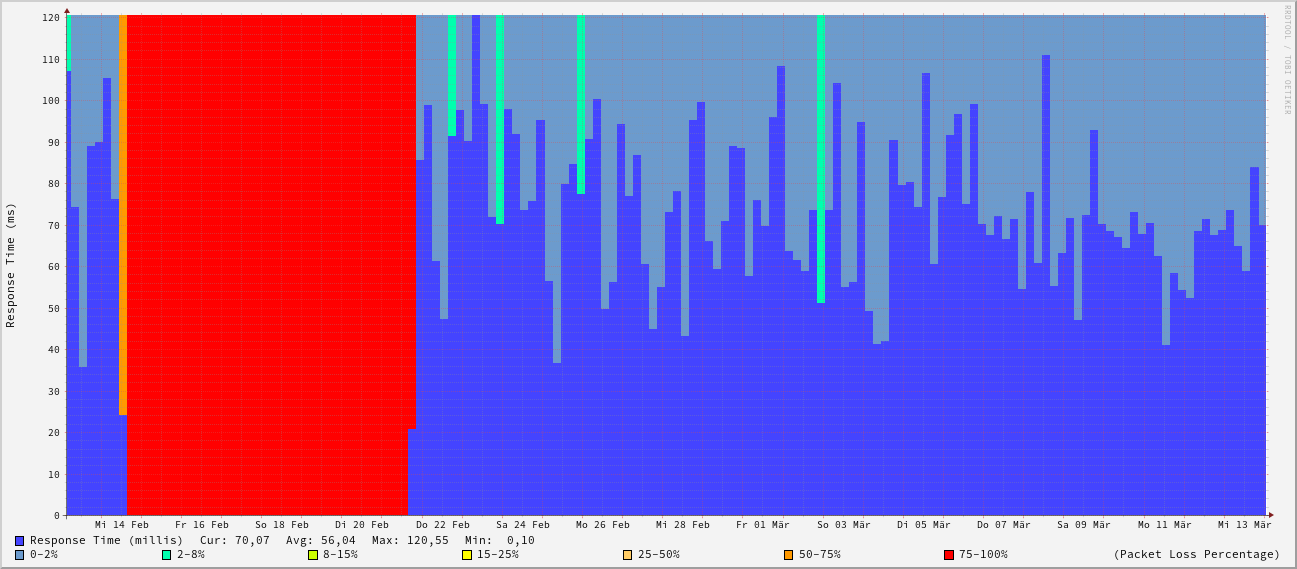 RRDTOOL / TOBI OETIKER
Response Time (ms)
120
110
100
90
80
70
60
50
40
30
20
10
0
Mi 14 Feb Fr 16 Feb So 18 Feb Di 20 Feb Do 22 Feb Sa 24 Feb Mo 26 Feb Mi 28 Feb Fr 01 Mär So 03 Mär Di 05 Mär Do 07 Mär Sa 09 Mär Mo 11 Mär Mi 13 Mär
Response Time (millis) Cur: 70,07 Avg: 56,04 Max: 120,55 Min: 0,10
0-2% 2-8% 8-15% 15-25% 25-50% 50-75% 75-100% (Packet Loss Percentage)